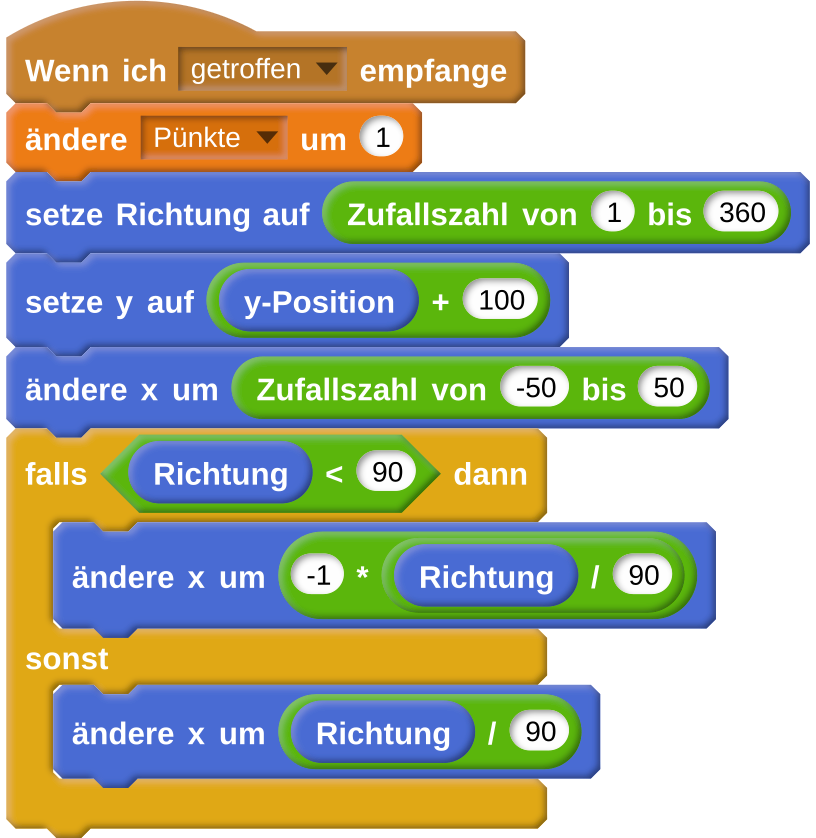 Wenn ich getroffen empfange
ändere Pünkte um 1
setze Richtung auf Zufallszahl von 1 bis 360
setze y auf y-Position + 100
ändere x um Zufallszahl von -50 bis 50
falls Richtung < 90 dann
ändere x um -1 * Richtung / 90
sonst
ändere x um Richtung / 90